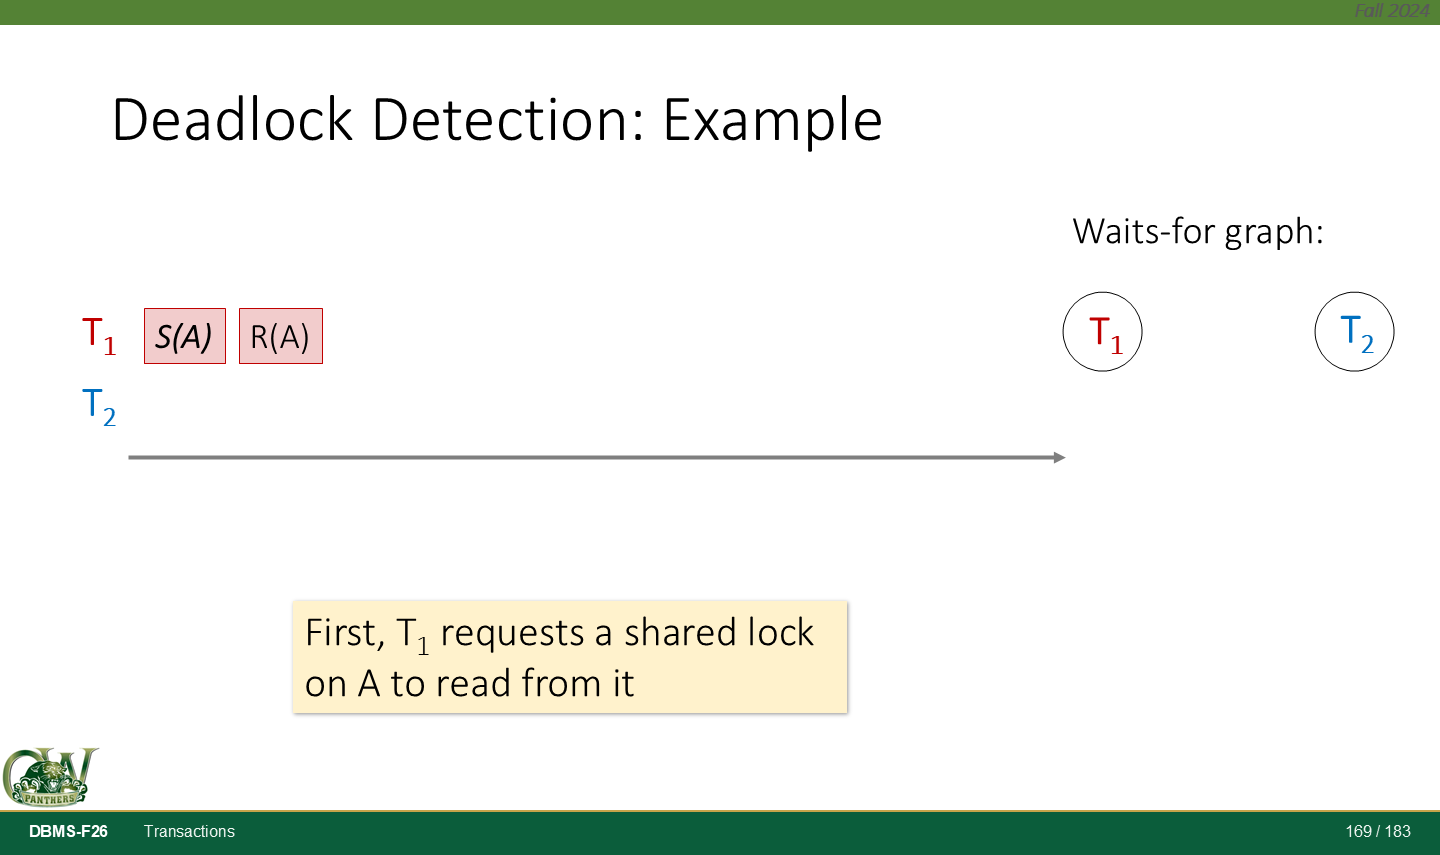 Fall 2024
Deadlock Detection: Example
Waits-for graph:
T1 S(A) R(A)
T1 T2
T2
First, T1 requests a shared lock
on A to read from it
OW
PANTHERS
DBMS-F26 Transactions 169 / 183